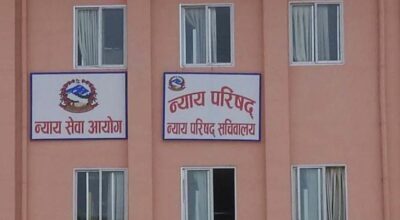 न्याय सेवा आयोग
न्याय परिषद्
न्याय परिषद् सचिवालय